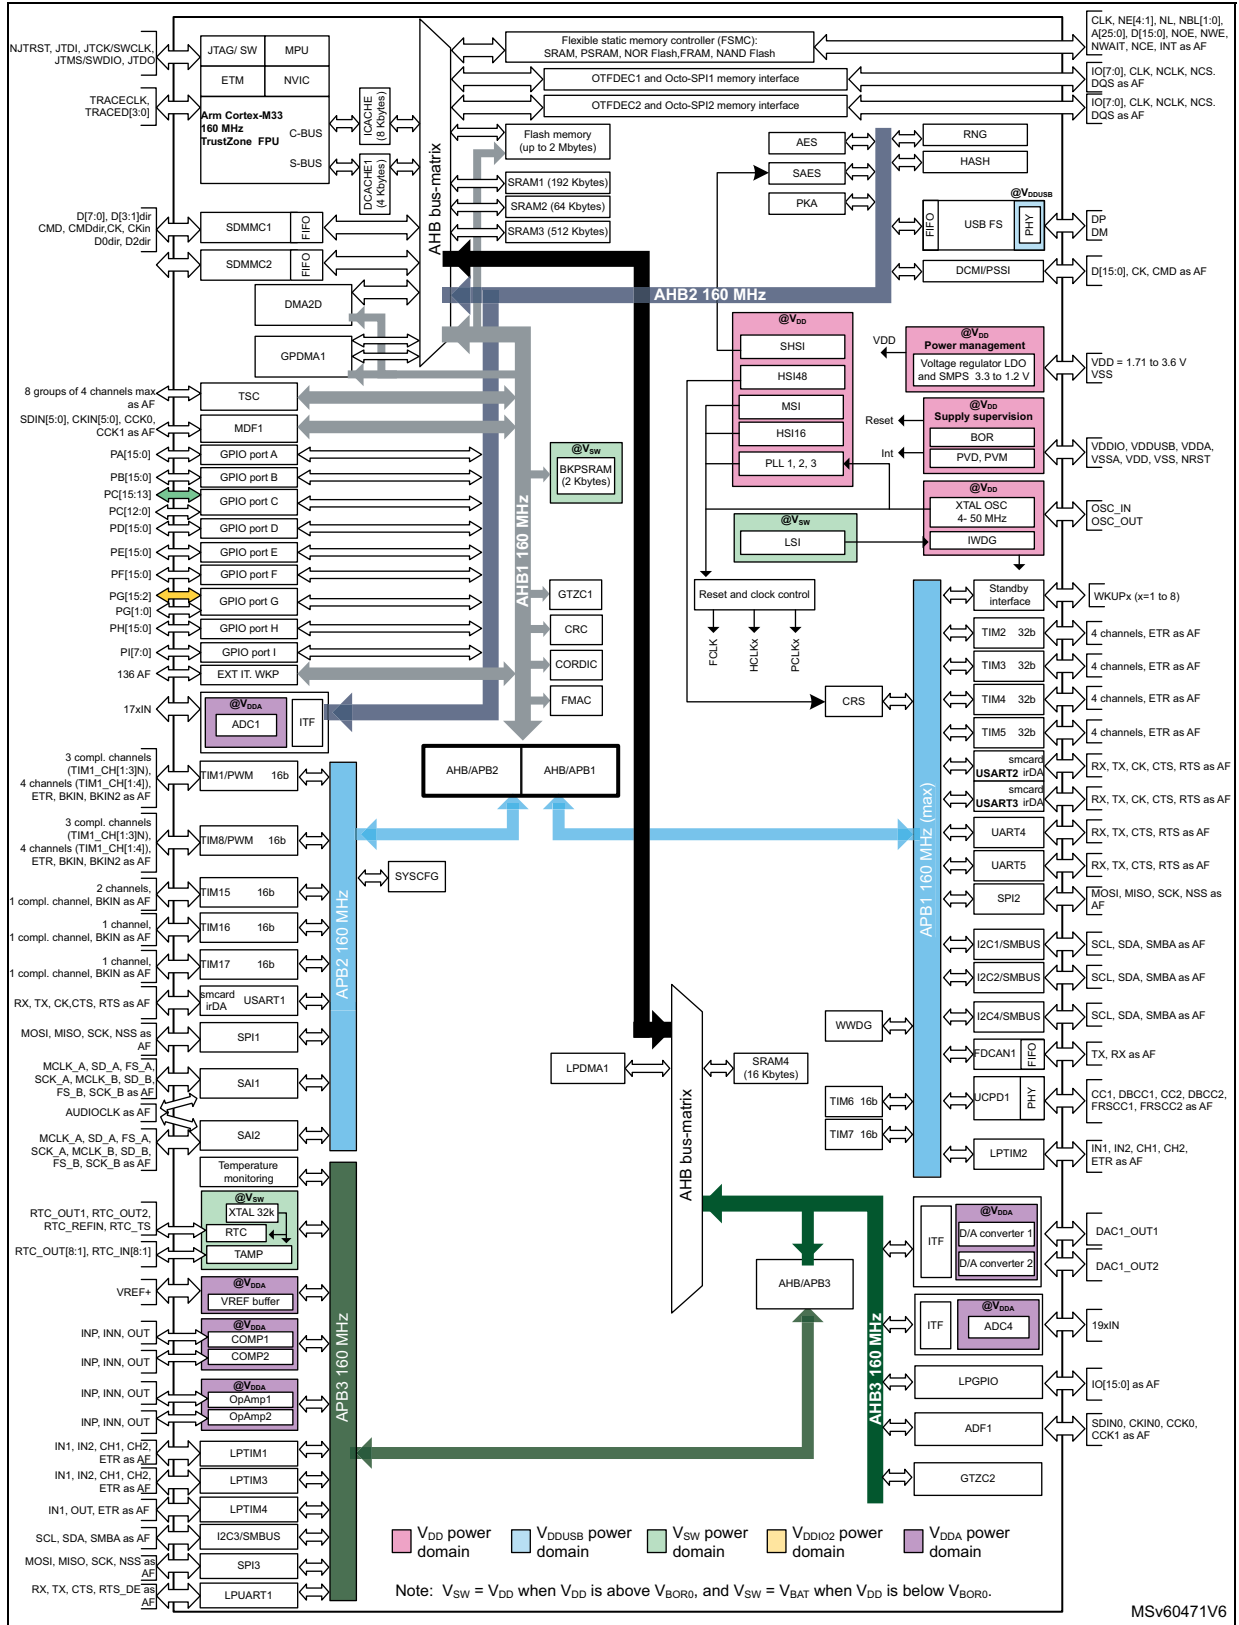 NJTRST, JTDI, JTCK/SWCLK,
JTMS/SWDIO, JTDO
TRACECLK,
TRACED[3:0]
JTAG/ SW
MPU
ETM
NVIC
Arm Cortex-M33
160 MHz
TrustZone FPU
C-BUS
S-BUS
ICACHE
(8 Kbytes)
DCACHE1
(4 Kbytes)
AHB bus-matrix
Flexible static memory controller (FSMC):
SRAM, PSRAM, NOR Flash,FRAM, NAND Flash
CLK, NE[4:1], NL, NBL[1:0],
A[25:0], D[15:0], NOE, NWE,
NWAIT, NCE, INT as AF
OTFDEC1 and Octo-SPI1 memory interface
IO[7:0], CLK, NCLK, NCS.
DQS as AF
OTFDEC2 and Octo-SPI2 memory interface
IO[7:0], CLK, NCLK, NCS.
DQS as AF
Flash memory
(up to 2 Mbytes)
SRAM1 (192 Kbytes)
SRAM2 (64 Kbytes)
SRAM3 (512 Kbytes)
AES
SAES
PKA
RNG
HASH
@VDDUSB
FIFO
USB FS
PHY
DP
DM
DCMI/PSSI
D[15:0], CK, CMD as AF
D[7:0], D[3:1]dir
CMD, CMDdir,CK, CKin
D0dir, D2dir
SDMMC1
FIFO
SDMMC2
FIFO
DMA2D
GPDMA1
AHB2 160 MHz
@VDD
SHSI
HSI48
MSI
HSI16
PLL 1, 2, 3
VDD
@VDD
Power management
Voltage regulator LDO
and SMPS 3.3 to 1.2 V
VDD = 1.71 to 3.6 V
VSS
@VDD
Supply supervision
Reset
Int
BOR
PVD, PVM
VDDIO, VDDUSB, VDDA,
VSSA, VDD, VSS, NRST
@VDD
XTAL OSC
4- 50 MHz
IWDG
OSC_IN
OSC_OUT
@VSW
LSI
8 groups of 4 channels max
as AF
TSC
SDIN[5:0], CKIN[5:0], CCK0,
CCK1 as AF
MDF1
PA[15:0]
GPIO port A
PB[15:0]
GPIO port B
PC[15:13]
PC[12:0]
GPIO port C
PD[15:0]
GPIO port D
PE[15:0]
GPIO port E
PF[15:0]
GPIO port F
PG[15:2]
PG[1:0]
GPIO port G
PH[15:0]
GPIO port H
PI[7:0]
GPIO port I
136 AF
EXT IT. WKP
17xIN
@VDDA
ADC1
ITF
AHB1 160 MHz
@VSW
BKPSRAM
(2 Kbytes)
GTZC1
CRC
CORDIC
FMAC
AHB/APB2
AHB/APB1
Reset and clock control
FCLK
HCLKx
PCLKx
CRS
APB1 160 MHz (max)
Standby
interface
WKUPx (x=1 to 8)
TIM2 32b
4 channels, ETR as AF
TIM3 32b
4 channels, ETR as AF
TIM4 32b
4 channels, ETR as AF
TIM5 32b
4 channels, ETR as AF
smcard
USART2 irDA
RX, TX, CK, CTS, RTS as AF
smcard
USART3 irDA
RX, TX, CK, CTS, RTS as AF
UART4
RX, TX, CTS, RTS as AF
UART5
RX, TX, CTS, RTS as AF
SPI2
MOSI, MISO, SCK, NSS as
AF
I2C1/SMBUS
SCL, SDA, SMBA as AF
I2C2/SMBUS
SCL, SDA, SMBA as AF
I2C4/SMBUS
SCL, SDA, SMBA as AF
WWDG
FDCAN1
FIFO
TX, RX as AF
UCPD1
PHY
CC1, DBCC1, CC2, DBCC2,
FRSCC1, FRSCC2 as AF
TIM6 16b
TIM7 16b
LPTIM2
IN1, IN2, CH1, CH2,
ETR as AF
3 compl. channels
(TIM1_CH[1:3]N),
4 channels (TIM1_CH[1:4]),
ETR, BKIN, BKIN2 as AF
TIM1/PWM 16b
3 compl. channels
(TIM1_CH[1:3]N),
4 channels (TIM1_CH[1:4]),
ETR, BKIN, BKIN2 as AF
TIM8/PWM 16b
SYSCFG
APB2 160 MHz
2 channels,
1 compl. channel, BKIN as AF
TIM15 16b
1 channel,
1 compl. channel, BKIN as AF
TIM16 16b
1 channel,
1 compl. channel, BKIN as AF
TIM17 16b
RX, TX, CK,CTS, RTS as AF
smcard
irDA
USART1
MOSI, MISO, SCK, NSS as
AF
SPI1
MCLK_A, SD_A, FS_A,
SCK_A, MCLK_B, SD_B,
FS_B, SCK_B as AF
SAI1
AUDIOCLK as AF
MCLK_A, SD_A, FS_A,
SCK_A, MCLK_B, SD_B,
FS_B, SCK_B as AF
SAI2
LPDMA1
AHB bus-matrix
SRAM4
(16 Kbytes)
Temperature
monitoring
@VSW
XTAL 32k
RTC
TAMP
RTC_OUT1, RTC_OUT2,
RTC_REFIN, RTC_TS
RTC_OUT[8:1], RTC_IN[8:1]
VREF+
@VDDA
VREF buffer
INP, INN, OUT
INP, INN, OUT
@VDDA
COMP1
COMP2
INP, INN, OUT
INP, INN, OUT
@VDDA
OpAmp1
OpAmp2
APB3 160 MHz
IN1, IN2, CH1, CH2,
ETR as AF
LPTIM1
IN1, IN2, CH1, CH2,
ETR as AF
LPTIM3
IN1, OUT, ETR as AF
LPTIM4
SCL, SDA, SMBA as AF
I2C3/SMBUS
MOSI, MISO, SCK, NSS as
AF
SPI3
RX, TX, CTS, RTS_DE as
AF
LPUART1
AHB/APB3
AHB3 160 MHz
ITF
@VDDA
D/A converter 1
D/A converter 2
DAC1_OUT1
DAC1_OUT2
ITF
@VDDA
ADC4
19xIN
LPGPIO
IO[15:0] as AF
ADF1
SDIN0, CKIN0, CCK0,
CCK1 as AF
GTZC2
VDD power
domain
VDDUSB power
domain
VSW power
domain
VDDIO2 power
domain
VDDA power
domain
Note: VSW = VDD when VDD is above VBOR0, and VSW = VBAT when VDD is below VBOR0.
MSv60471V6